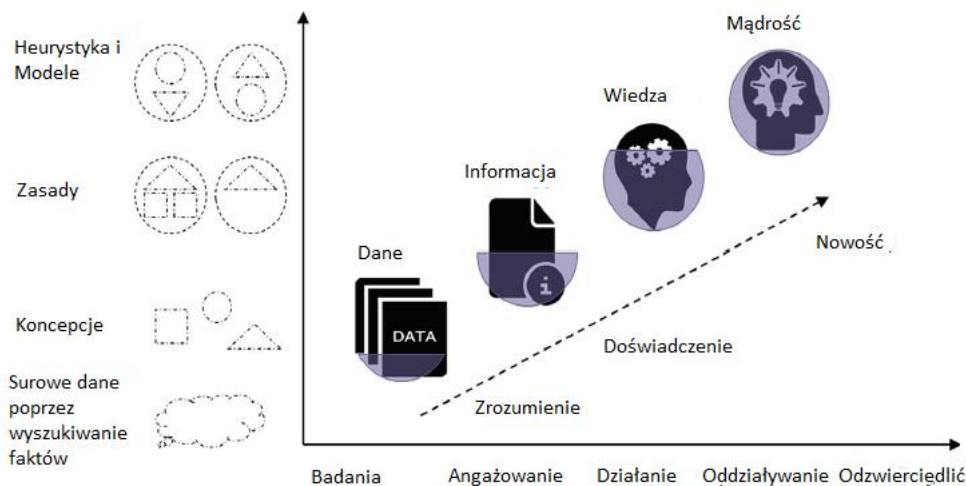 Heurystyka i
Modele
Zasady
Koncepcje
Surowe dane
poprzez
wyszukiwanie
faktów
Mądrość
Wiedza
Informacja
Dane
DATA
i
Nowość
Doświadczenie
Zrozumienie
Badania
Angażowanie
Działanie
Oddziaływanie
Odzwierciedlić